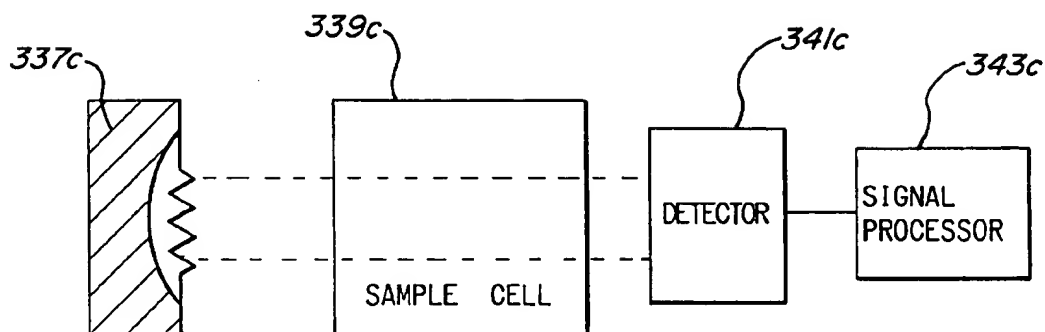 339c
341c
337c
343c
DETECTOR
SIGNAL
PROCESSOR
SAMPLE CELL